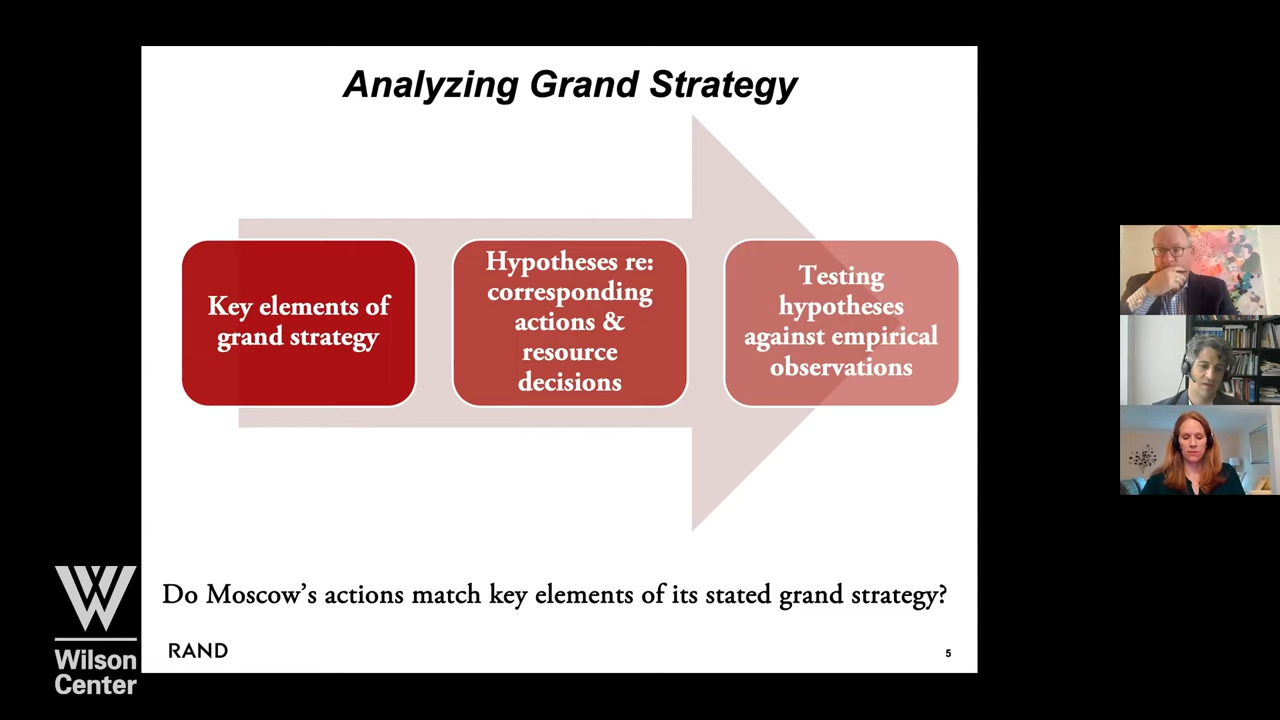 Analyzing Grand Strategy
Key elements of
grand strategy
Hypotheses re:
corresponding
actions &
resource
decisions
Testing
hypotheses
against empirical
observations
Do Moscow's actions match key elements of its stated grand strategy?
RAND
5
Wilson
Center